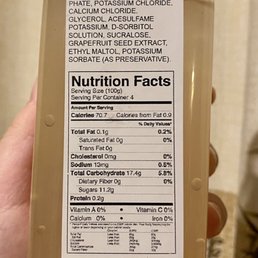 PHATE, POTASSIUM CHLORIDE,
CALCIUM CHLORIDE,
GLYCEROL, ACESULFAME
POTASSIUM, D-SORBITOL
SOLUTION, SUCRALOSE,
GRAPEFRUIT SEED EXTRACT,
ETHYL MALTOL, POTASSIUM
SORBATE (AS PRESERVATIVE).
Nutrition Facts
Serving Size (100g)
Serving Per Container 4
Amount Per Serving
Calories 70.7 Calories from Fat 0.9
% Daily Values*
Total Fat 0.1g 0.2%
Saturated Fat 0g 0%
Trans Fat 0g
Cholesterol 0mg 0%
Sodium 13mg
Total Carbohydrate 17.4g 5.8%
Dietary Fiber 0g 0%
Sugars 11.2g
Protein 0.2g
Vitamin A 0% • Vitamin C 0%
Calcium 0% • Iron 0%